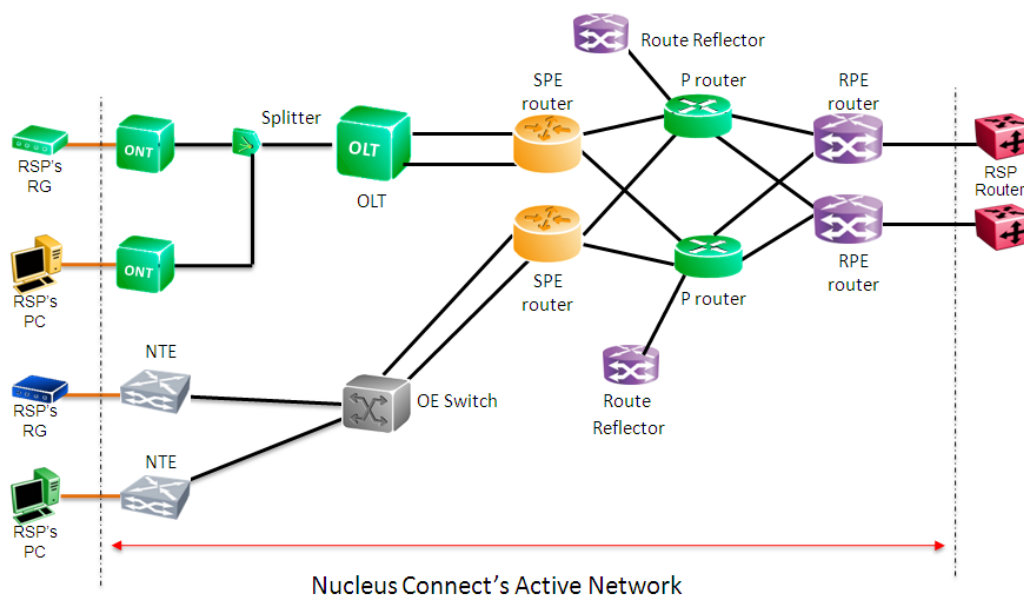 Route Reflector
SPE
router
P router
RPE
router
Splitter
RSP's
RG
ONT
OLT
OLT
RSP
Router
ONT
RSP's
PC
SPE
router
P router
RPE
router
NTE
RSP's
RG
OE Switch
Route
Reflector
NTE
RSP's
PC
Nucleus Connect's Active Network